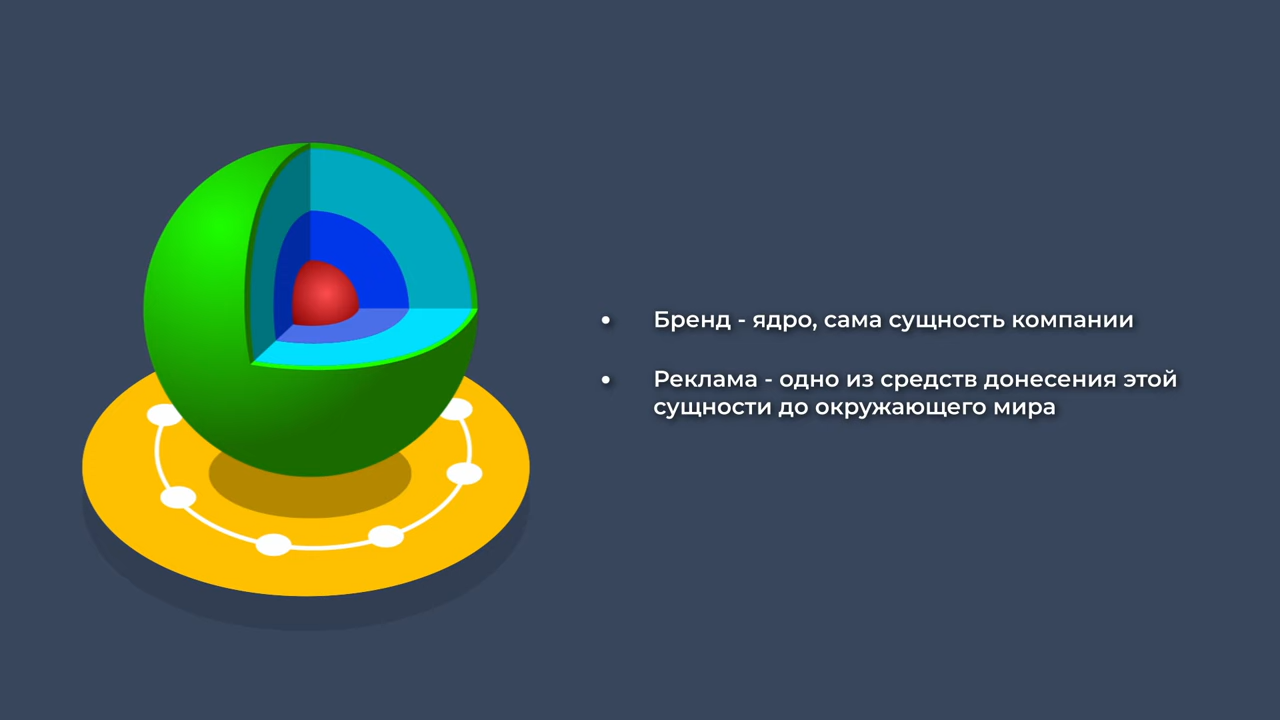 • Бренд - ядро, сама сущность компании
• Реклама - одно из средств донесения этой
сущности до окружающего мира